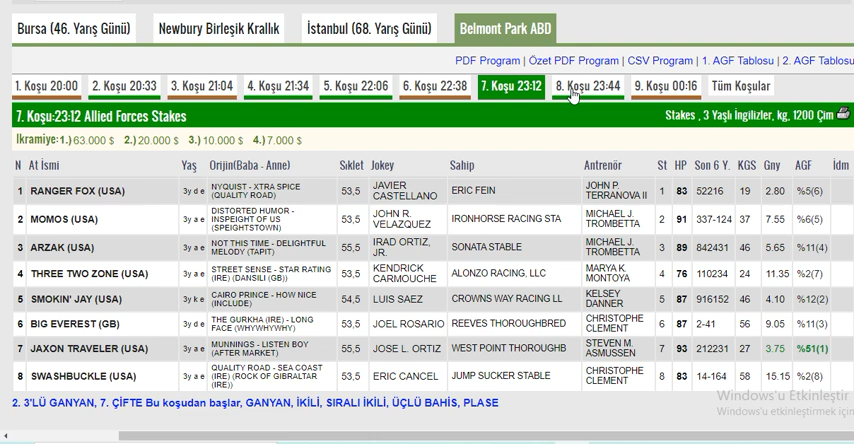 Bursa (46. Yarış Günü) Newbury Birleşik Krallık İstanbul (68. Yarış Günü) Belmont Park ABD
PDF Program | Özet PDF Program | CSV Program | 1. AGF Tablosu | 2. AGF Tablosu
1. Koşu 20:00 2. Koşu 20:33 3. Koşu 21:04 4. Koşu 21:34 5. Koşu 22:06 6. Koşu 22:38 7. Koşu 23:12 8. Koşu 23:44 9. Koşu 00:16 Tüm Koşular
7. Koşu:23:12 Allied Forces Stakes Stakes , 3 Yaşlı İngilizler, kg, 1200 Çim
Ikramiye:1.) 63.000 $ 2.) 20.000 $ 3.) 10.000 $ 4.) 7.000 $
N At İsmi Yaş Orijin(Baba - Anne) Sıklet Jokey Sahip Antrenör St HP Son 6 Y. KGS Gny AGF İdm
1 RANGER FOX (USA) 3y d e NYQUIST - XTRA SPICE (QUALITY ROAD) 53,5 JAVIER CASTELLANO ERIC FEIN JOHN P. TERRANOVA II 1 83 52216 19 2.80 %5(6)
2 MOMOS (USA) 3y a e DISTORTED HUMOR - INSPEIGHT OF US (SPEIGHTSTOWN) 53,5 JOHN R. VELAZQUEZ IRONHORSE RACING STA MICHAEL J. TROMBETTA 2 91 337-124 37 7.55 %6(5)
3 ARZAK (USA) 3y a e NOT THIS TIME - DELIGHTFUL MELODY (TAPIT) 55,5 IRAD ORTIZ, JR. SONATA STABLE MICHAEL J. TROMBETTA 3 89 842431 46 5.65 %11(4)
4 THREE TWO ZONE (USA) 3y a e STREET SENSE - STAR RATING (IRE) (DANSILI (GB)) 53,5 KENDRICK CARMOUCHE ALONZO RACING, LLC MARYA K. MONTOYA 4 76 110234 24 11.35 %2(7)
5 SMOKIN' JAY (USA) 3y k e CAIRO PRINCE - HOW NICE (INCLUDE) 54,5 LUIS SAEZ CROWNS WAY RACING LL KELSEY DANNER 5 87 916152 46 4.10 %12(2)
6 BIG EVEREST (GB) 3y d e THE GURKHA (IRE) - LONG FACE (WHYWHYWHY) 53,5 JOEL ROSARIO REEVES THOROUGHBRED CHRISTOPHE CLEMENT 6 87 2-41 56 9.05 %11(3)
7 JAXON TRAVELER (USA) 3y a e MUNNINGS - LISTEN BOY (AFTER MARKET) 55,5 JOSE L. ORTIZ WEST POINT THOROUGHB STEVEN M. ASMUSSEN 7 93 212231 27 3.75 %51(1)
8 SWASHBUCKLE (USA) 3y a e QUALITY ROAD - SEA COAST (IRE) (ROCK OF GIBRALTAR (IRE)) 53,5 ERIC CANCEL JUMP SUCKER STABLE CHRISTOPHE CLEMENT 8 83 14-164 58 15.15 %2(8)
2. 3'LÜ GANYAN, 7. ÇİFTE Bu koşudan başlar, GANYAN, İKİLİ, SIRALI İKİLİ, ÜÇLÜ BAHİS, PLASE
Windows'u Etkinleştir
Windows'u etkinleştirmek için